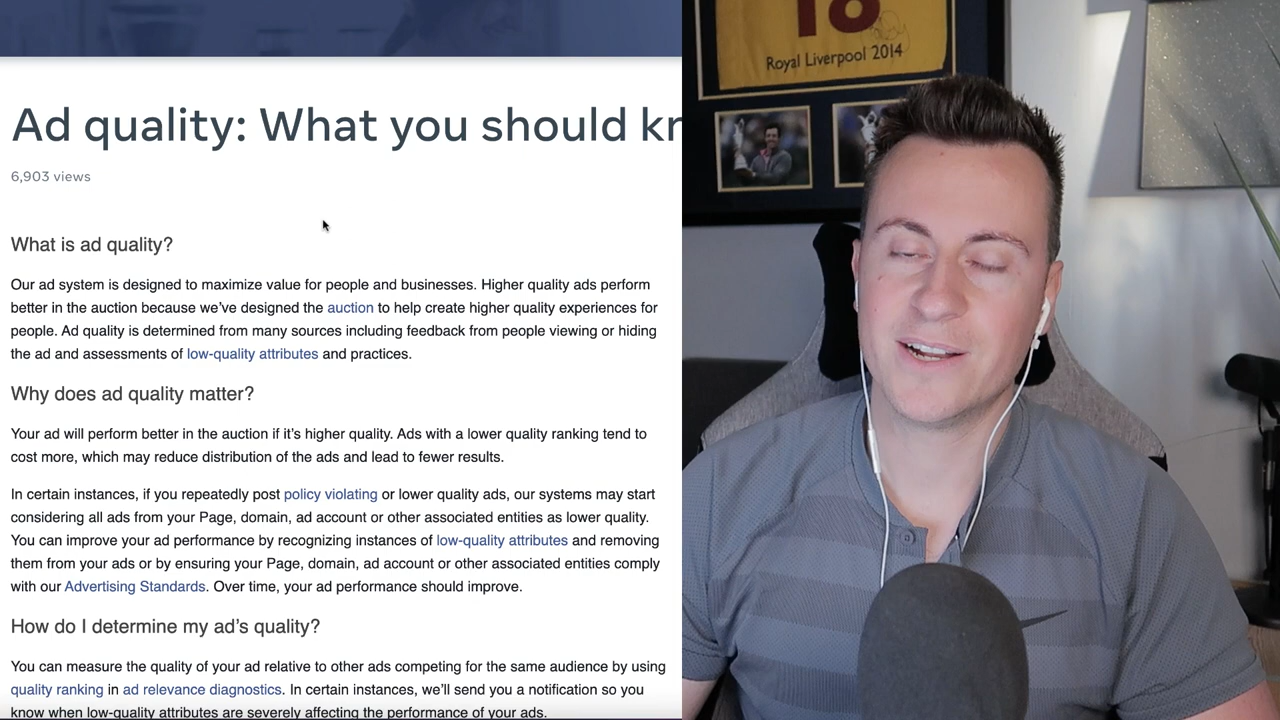 Ad quality: What you should
6,903 views
What is ad quality?
Our ad system is designed to maximize value for people and businesses. Higher quality ads perform
better in the auction because we've designed the auction to help create higher quality experiences for
people. Ad quality is determined from many sources including feedback from people viewing or hiding
the ad and assessments of low-quality attributes and practices.
Why does ad quality matter?
Your ad will perform better in the auction if it's higher quality. Ads with a lower quality ranking tend to
cost more, which may reduce distribution of the ads and lead to fewer results.
In certain instances, if you repeatedly post policy violating or lower quality ads, our systems may start
considering all ads from your Page, domain, ad account or other associated entities as lower quality.
You can improve your ad performance by recognizing instances of low-quality attributes and removing
them from your ads or by ensuring your Page, domain, ad account or other associated entities comply
with our Advertising Standards. Over time, your ad performance should improve.
How do I determine my ad's quality?
You can measure the quality of your ad relative to other ads competing for the same audience by using
quality ranking in ad relevance diagnostics. In certain instances, we'll send you a notification so you
know when low-quality attributes are severely affecting the performance of your ads.
18
Royal Liverpool 2014